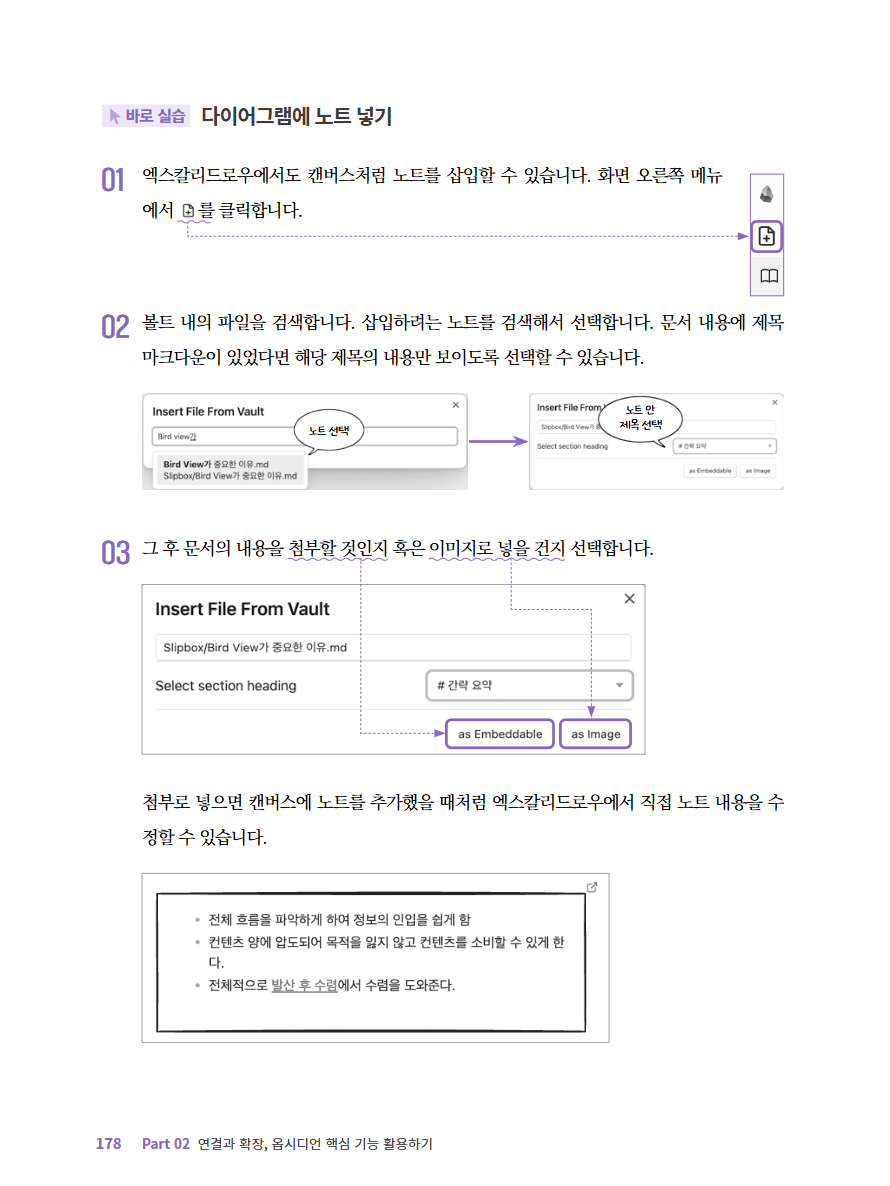 바로 실습 다이어그램에 노트 넣기
01 엑스칼리드로우에서도 캔버스처럼 노트를 삽입할 수 있습니다. 화면 오른쪽 메뉴
에서 를 클릭합니다.
02 볼트 내의 파일을 검색합니다. 삽입하려는 노트를 검색해서 선택합니다. 문서 내용에 제목
마크다운이 있었다면 해당 제목의 내용만 보이도록 선택할 수 있습니다.
Insert File From Vault
Bird view가
노트 선택
Bird View가 중요한 이유.md
Slipbox/Bird View가 중요한 이유.md
Insert File From Vault
노트 안
제목 선택
Slipbox/Bird View가 중
Select section heading
# 간략 요약
as Embeddable as Image
03 그 후 문서의 내용을 첨부할 것인지 혹은 이미지로 넣을 건지 선택합니다.
Insert File From Vault
Slipbox/Bird View가 중요한 이유.md
Select section heading # 간략 요약
as Embeddable as Image
첨부로 넣으면 캔버스에 노트를 추가했을 때처럼 엑스칼리드로우에서 직접 노트 내용을 수
정할 수 있습니다.
• 전체 흐름을 파악하게 하여 정보의 인입을 쉽게 함
• 컨텐츠 양에 압도되어 목적을 잃지 않고 컨텐츠를 소비할 수 있게 한
다.
• 전체적으로 발산 후 수렴에서 수렴을 도와준다.
178 Part 02 연결과 확장, 옵시디언 핵심 기능 활용하기